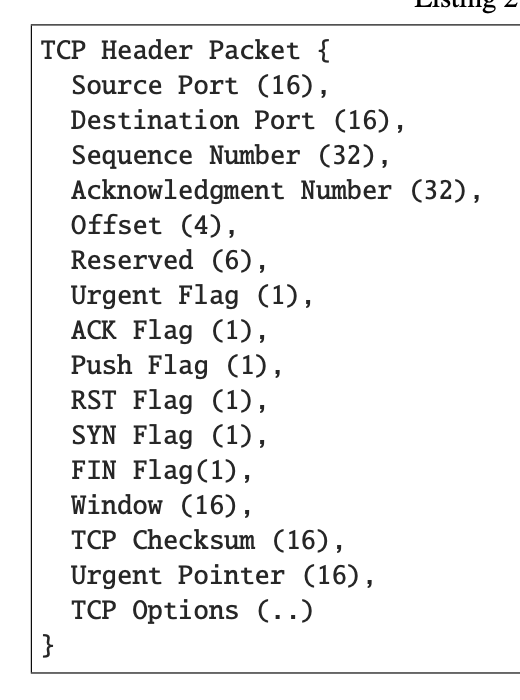 Listing 2
TCP Header Packet {
  Source Port (16),
  Destination Port (16),
  Sequence Number (32),
  Acknowledgment Number (32),
  Offset (4),
  Reserved (6),
  Urgent Flag (1),
  ACK Flag (1),
  Push Flag (1),
  RST Flag (1),
  SYN Flag (1),
  FIN Flag(1),
  Window (16),
  TCP Checksum (16),
  Urgent Pointer (16),
  TCP Options (..)
}